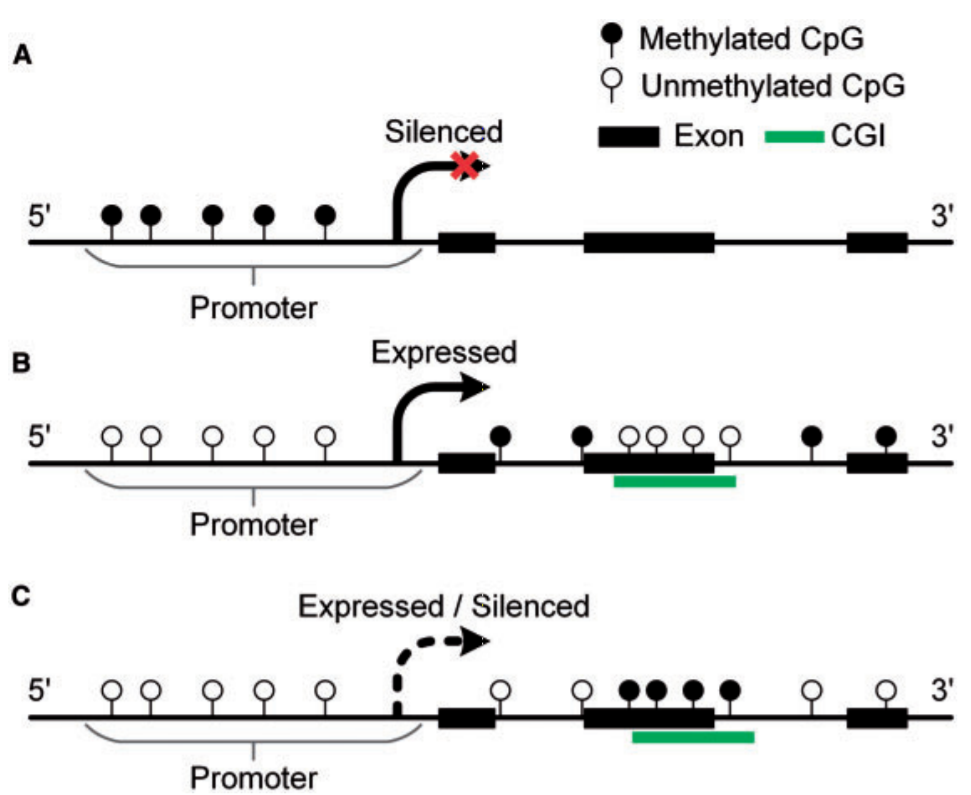 A
Methylated CpG
Unmethylated CpG
Exon CGI
Silenced
5' 3'
Promoter
B
Expressed
5' 3'
Promoter
C
Expressed / Silenced
5' 3'
Promoter